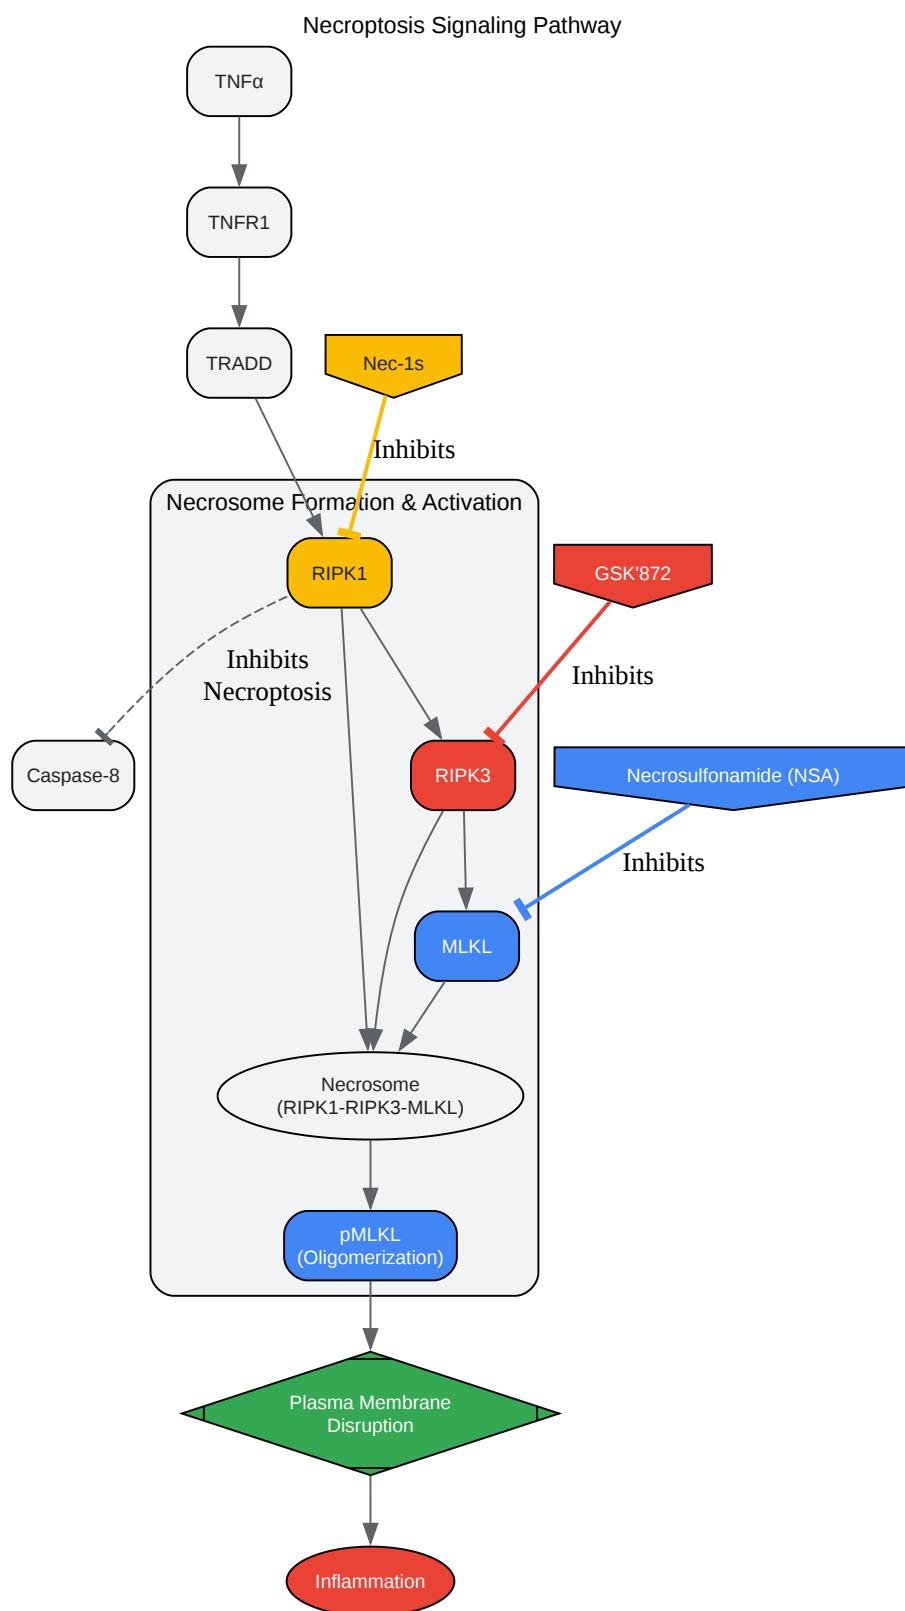 Necroptosis Signaling Pathway
TNFα
TNFR1
TRADD
Nec-1s
Inhibits
Necrosome Formation & Activation
RIPK1
GSK'872
Inhibits
Necroptosis
Inhibits
Caspase-8
RIPK3
Necrosulfonamide (NSA)
Inhibits
MLKL
Necrosome
(RIPK1-RIPK3-MLKL)
pMLKL
(Oligomerization)
Plasma Membrane
Disruption
Inflammation